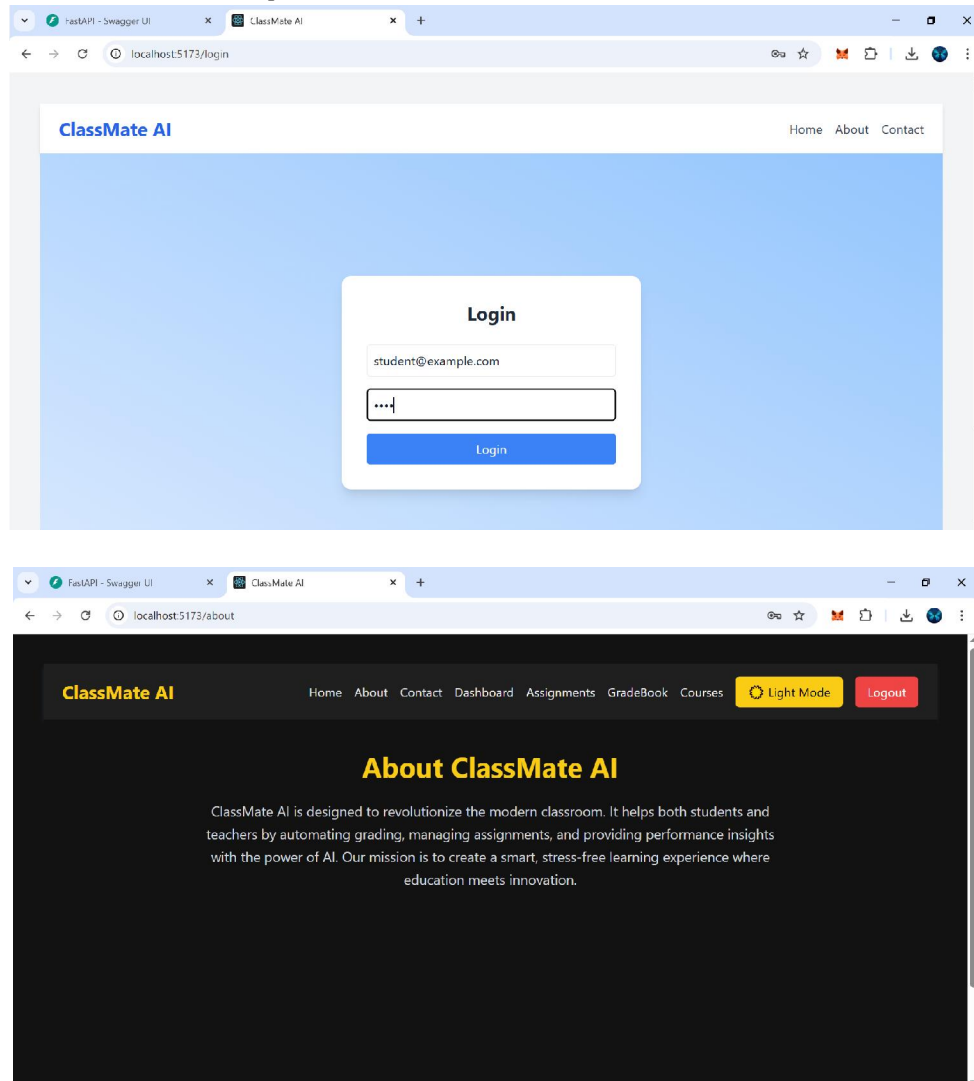 FastAPI - Swagger UI
ClassMate AI
localhost:5173/login
ClassMate AI
Home About Contact
Login
student@example.com
••••
Login
FastAPI - Swagger UI
ClassMate AI
localhost:5173/about
ClassMate AI
Home About Contact Dashboard Assignments GradeBook Courses Light Mode Logout
About ClassMate AI
ClassMate AI is designed to revolutionize the modern classroom. It helps both students and
teachers by automating grading, managing assignments, and providing performance insights
with the power of AI. Our mission is to create a smart, stress-free learning experience where
education meets innovation.